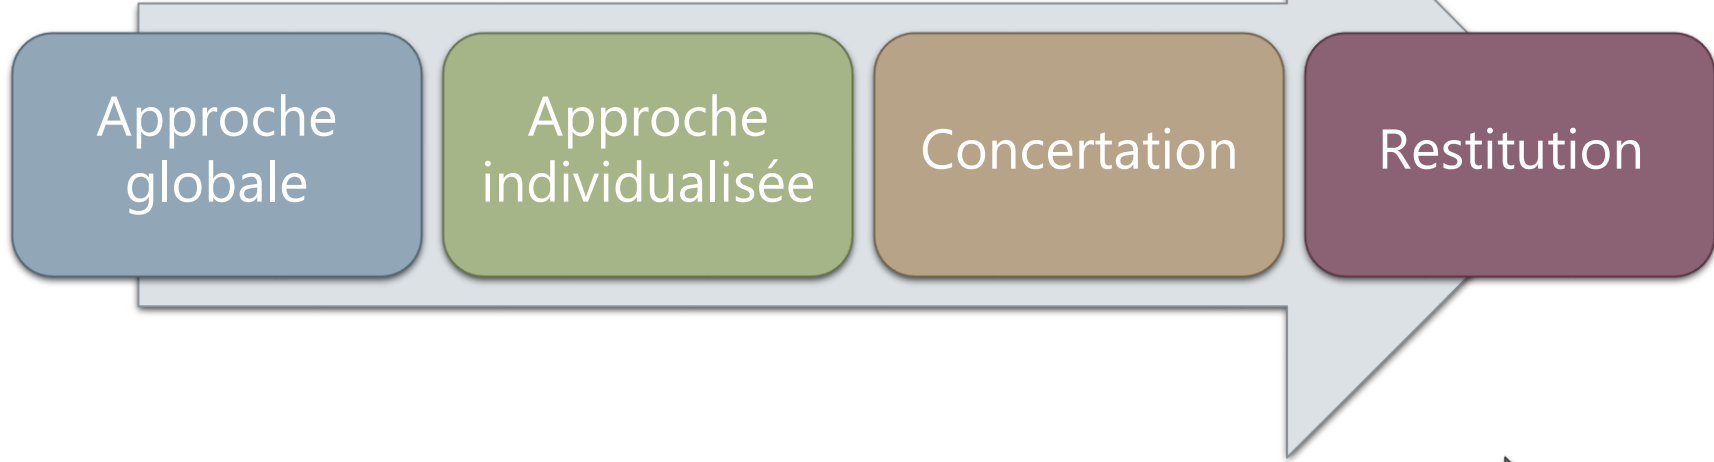 Approche
globale
Approche
individualisée
Concertation
Restitution